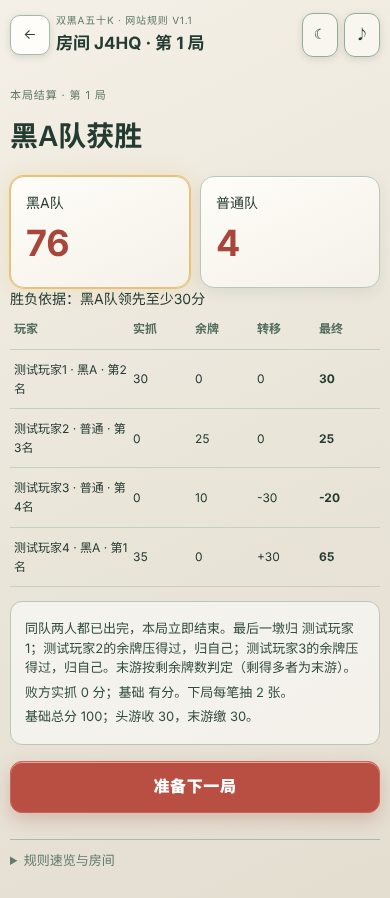 ←
双黑A五十K · 网站规则 V1.1
房间 J4HQ · 第 1 局
☾
♪
本局结算 · 第 1 局
黑A队获胜
黑A队
76
普通队
4
胜负依据：黑A队领先至少30分
玩家 实抓 余牌 转移 最终
测试玩家1 · 黑A · 第2
名
30 0 0 30
测试玩家2 · 普通 · 第
3名
0 25 0 25
测试玩家3 · 普通 · 第
4名
0 10 -30 -20
测试玩家4 · 黑A · 第1
名
35 0 +30 65
同队两人都已出完，本局立即结束。最后一墩归 测试玩家
1；测试玩家2的余牌压得过，归自己；测试玩家3的余牌压
得过，归自己。末游按剩余牌数判定（剩得多者为末游）。
败方实抓 0 分；基础 有分。下局每笔抽 2 张。
基础总分 100；头游收 30，末游缴 30。
准备下一局
▶ 规则速览与房间